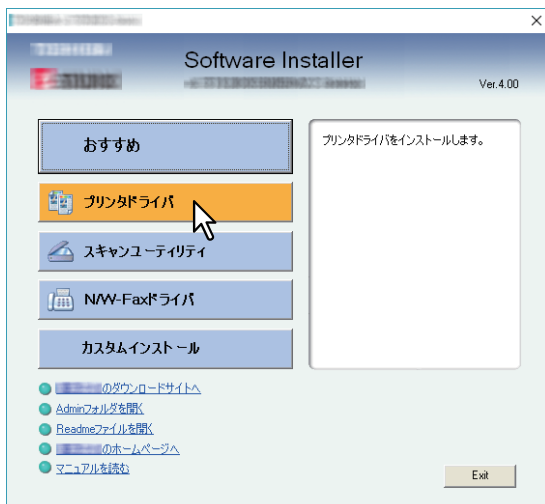 Software Installer
Ver.4.00
おすすめ
プリンタドライバ
スキャンユーティリティ
N/W-Faxドライバ
カスタムインストール
プリンタドライバをインストールします。
のダウンロードサイトへ
Adminフォルダを開く
Readmeファイルを開く
のホームページへ
マニュアルを読む
Exit